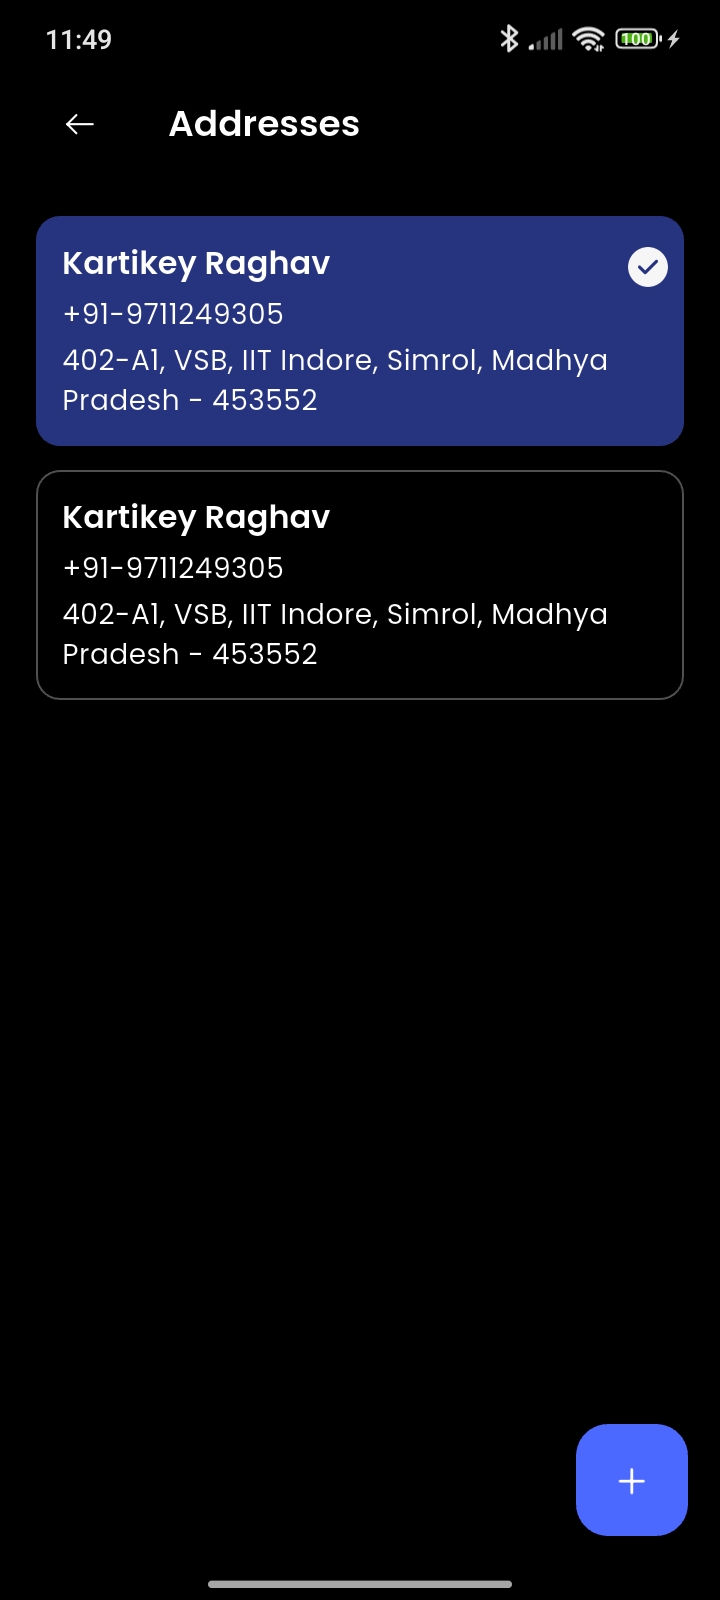 11:49
100
Addresses
Kartikey Raghav
+91-9711249305
402-A1, VSB, IIT Indore, Simrol, Madhya
Pradesh - 453552
Kartikey Raghav
+91-9711249305
402-A1, VSB, IIT Indore, Simrol, Madhya
Pradesh - 453552